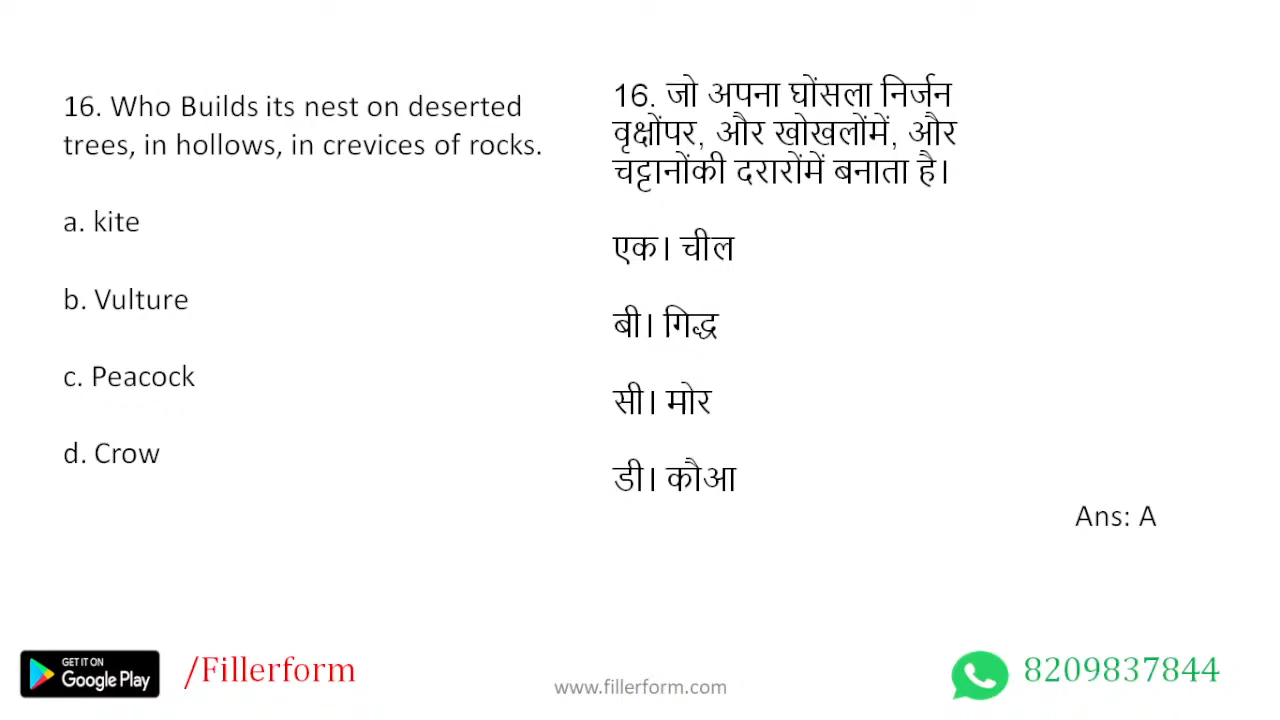 16. Who Builds its nest on deserted
trees, in hollows, in crevices of rocks.
a. kite
b. Vulture
c. Peacock
d. Crow
16. जो अपना घोंसला निर्जन
वृक्षोंपर, और खोखलोंमें, और
चट्टानोंकी दरारोंमें बनाता है।
एक। चील
बी। गिद्ध
सी। मोर
डी। कौआ
Ans: A
GET IT ON
Google Play
/Fillerform
www.fillerform.com
8209837844